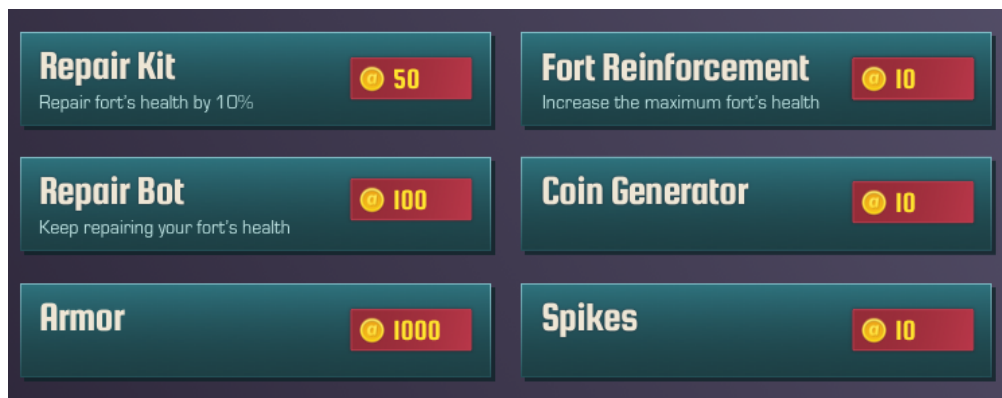 Repair Kit
Repair fort's health by 10%
@ 50
Fort Reinforcement
Increase the maximum fort's health
@ 10
Repair Bot
Keep repairing your fort's health
@ 100
Coin Generator
@ 10
Armor
@ 1000
Spikes
@ 10